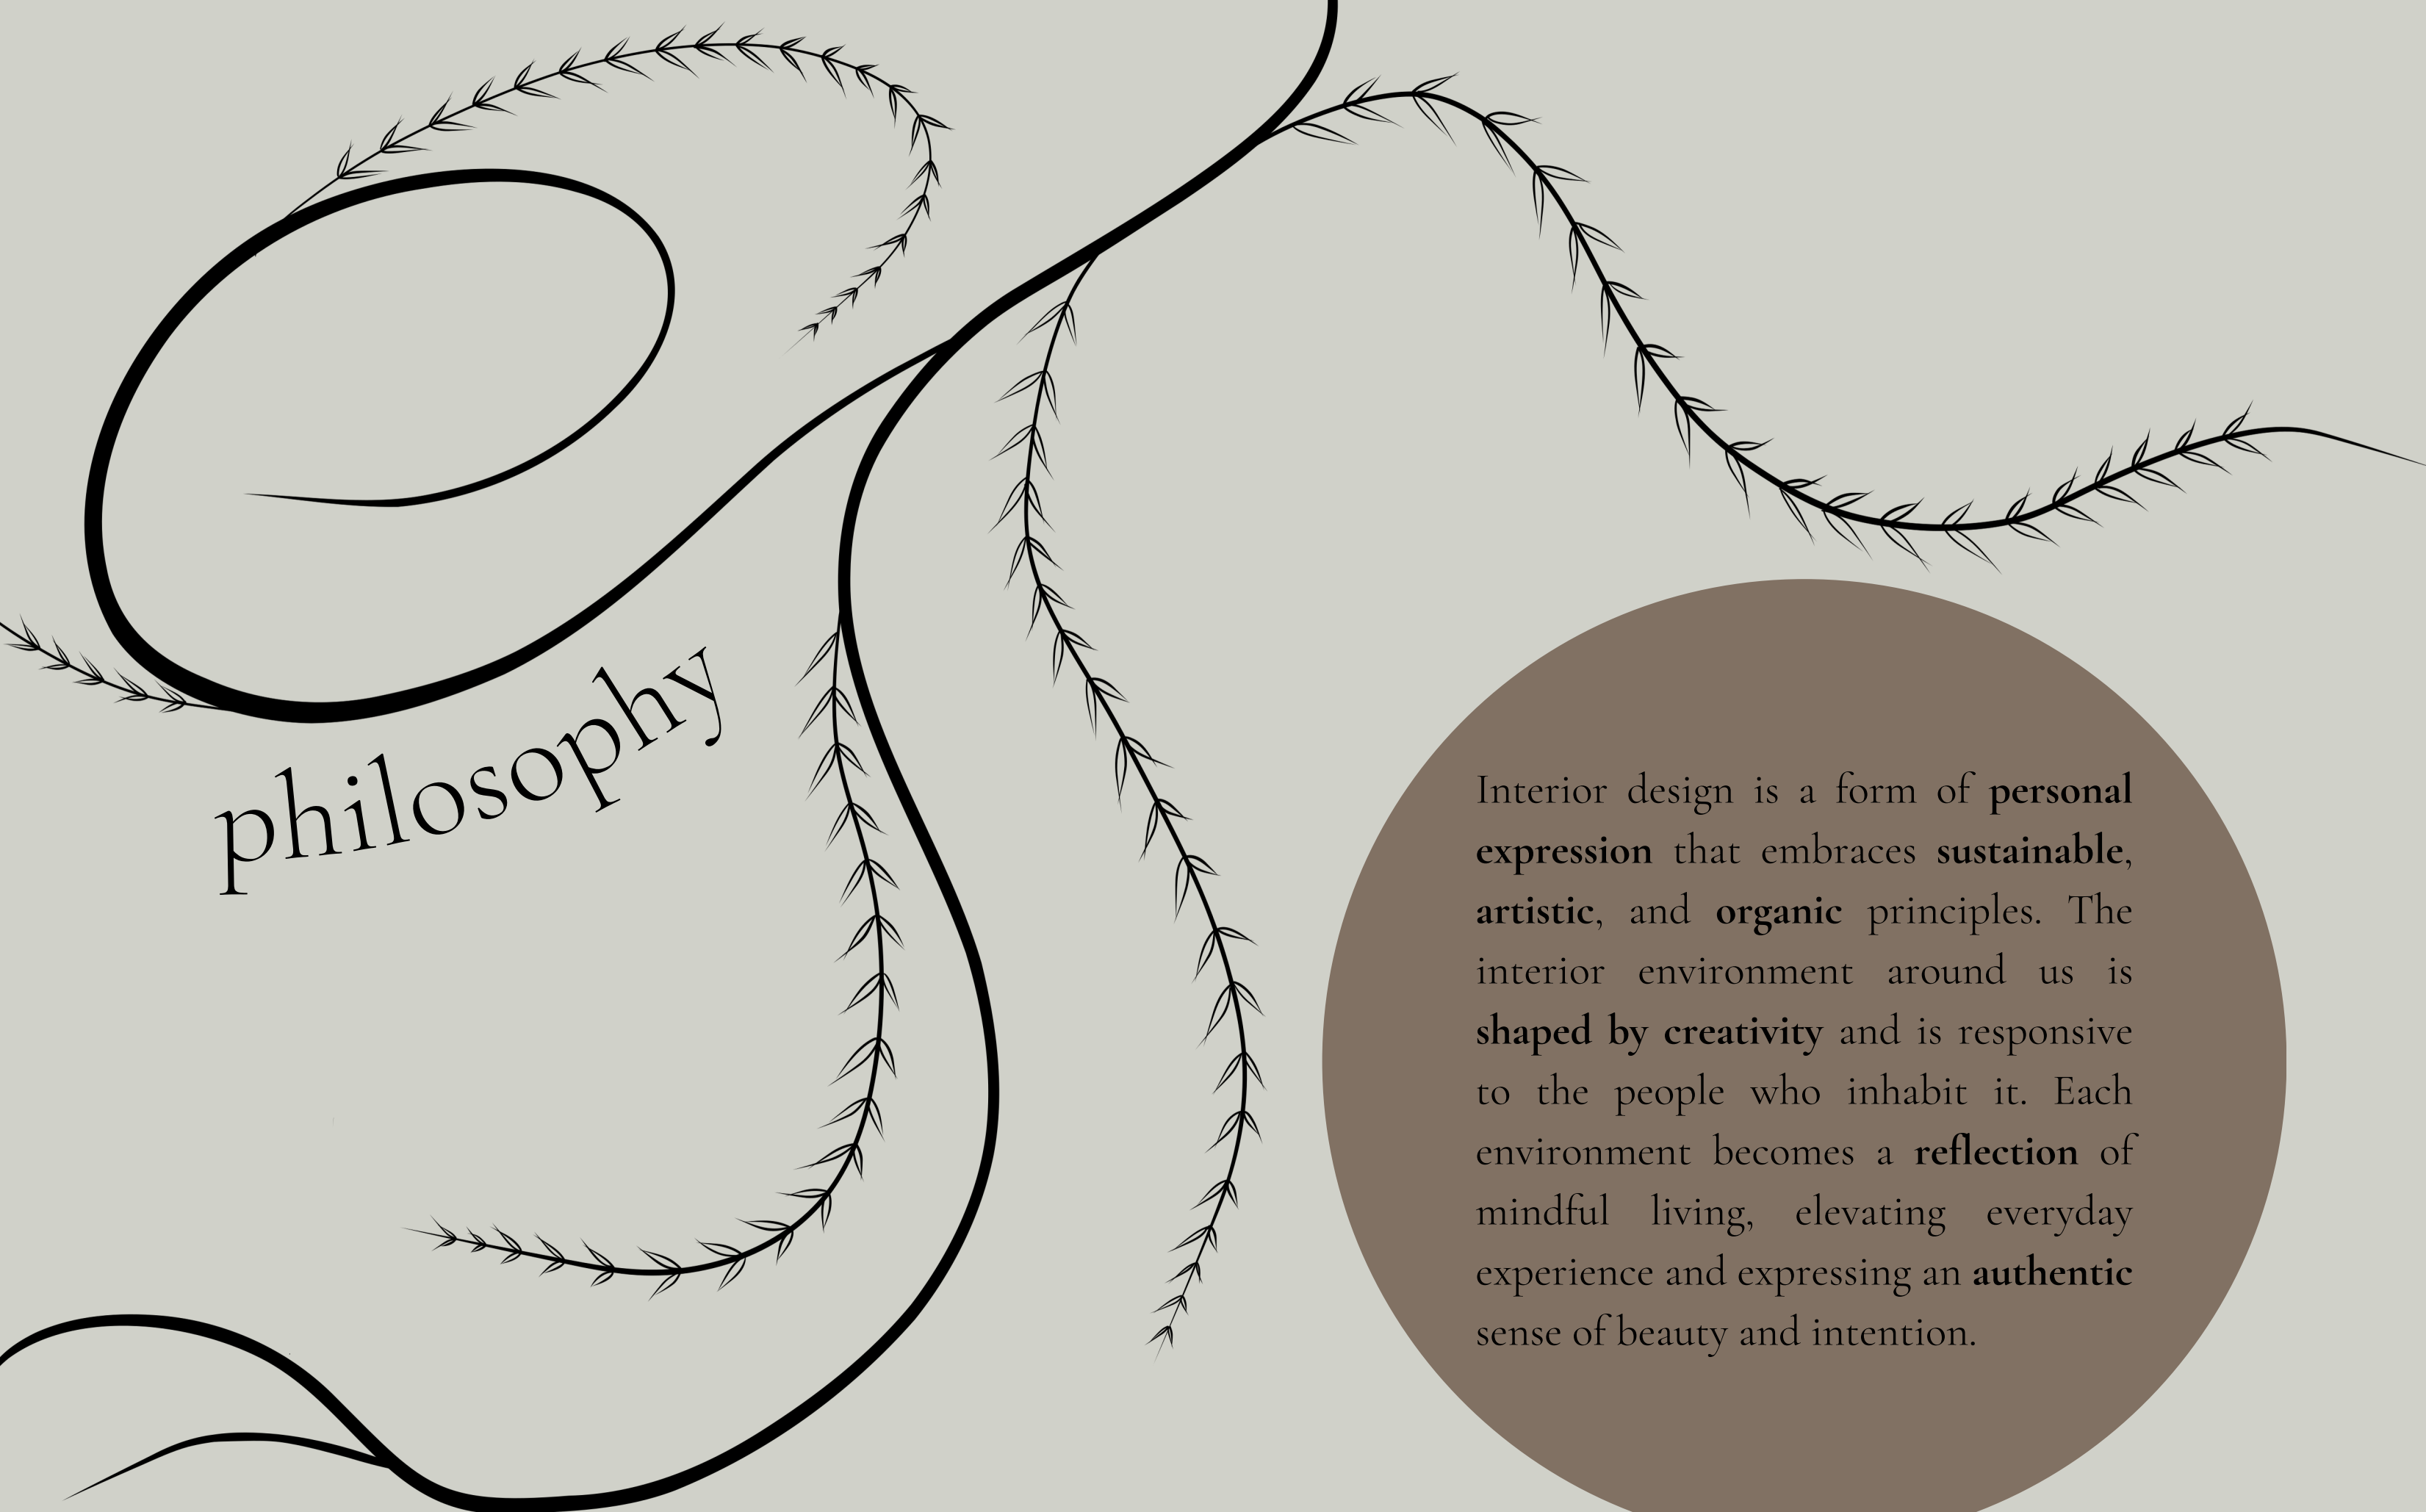 philosophy
Interior design is a form of personal
expression that embraces sustainable,
artistic, and organic principles. The
interior environment around us is
shaped by creativity and is responsive
to the people who inhabit it. Each
environment becomes a reflection of
mindful living, elevating everyday
experience and expressing an authentic
sense of beauty and intention.